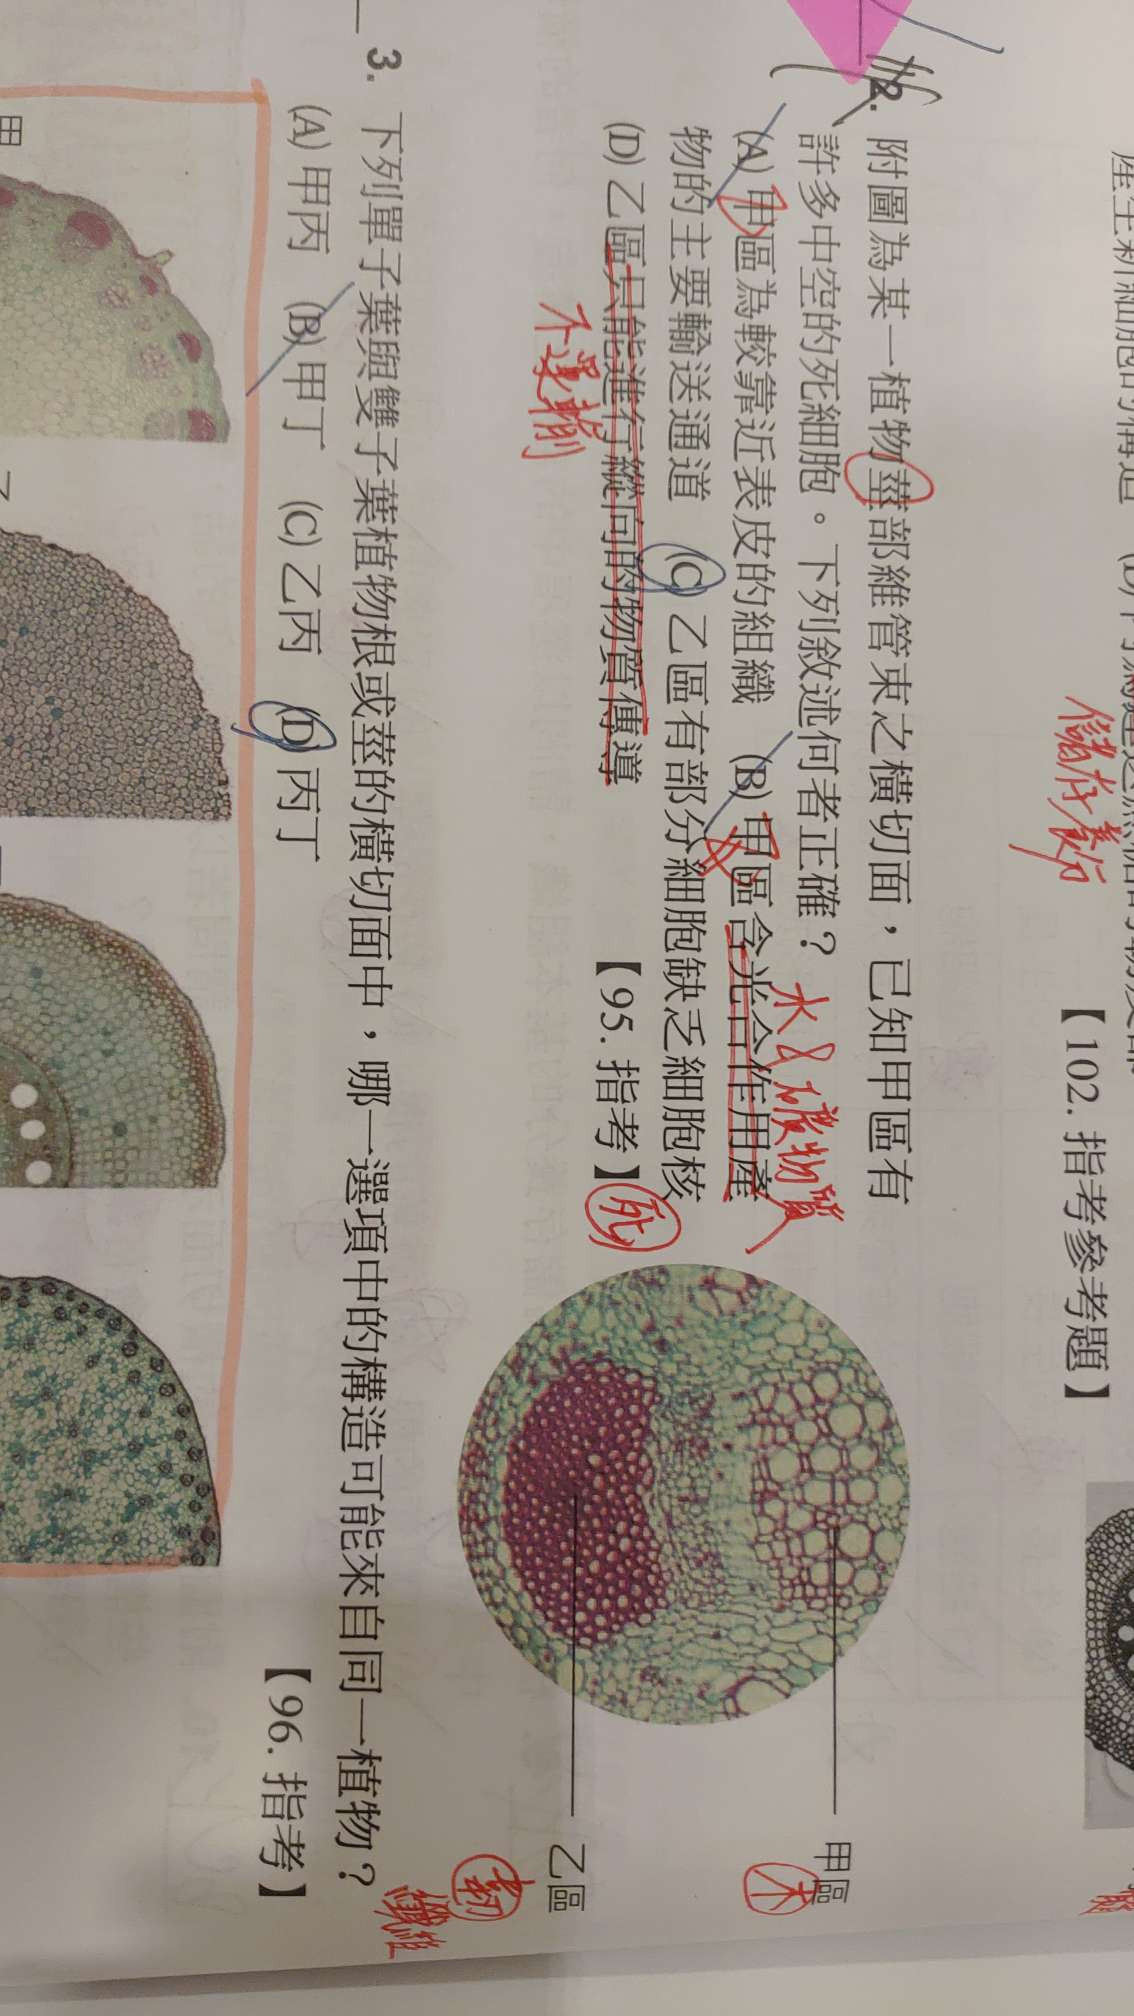 儲存養分
【102. 指考參考題】
2. 附圖為某一植物莖部維管束之橫切面，已知甲區有
許多中空的死細胞。下列敘述何者正確？
水&礦物質
(A) 甲區為較靠近表皮的組織　(B) 甲區含光合作用產
物的主要輸送通道　(C) 乙區有部分細胞缺乏細胞核
(D) 乙區只能進行縱向的物質傳導　【95. 指考】
死
不運輸
甲區
木
乙區
韌
纖維
3. 下列單子葉與雙子葉植物根或莖的橫切面中，哪一選項中的構造可能來自同一植物？
(A) 甲丙　(B) 甲丁　(C) 乙丙　(D) 丙丁　【96. 指考】
甲